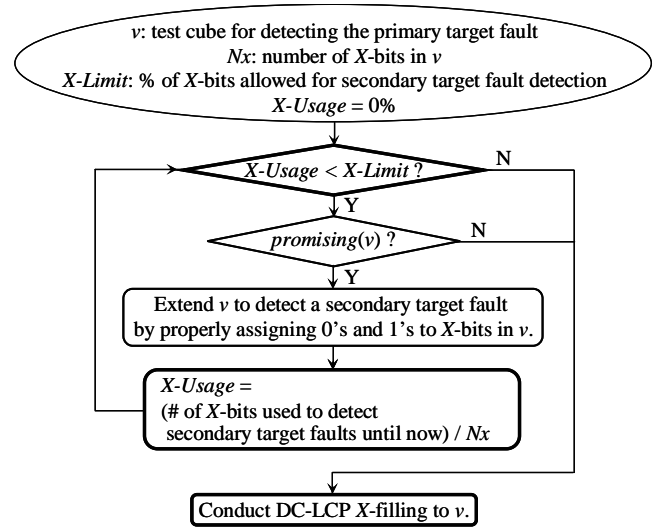 v: test cube for detecting the primary target fault
Nx: number of X-bits in v
X-Limit: % of X-bits allowed for secondary target fault detection
X-Usage = 0%
X-Usage < X-Limit ?
N
Y
promising(v) ?
N
Y
Extend v to detect a secondary target fault
by properly assigning 0's and 1's to X-bits in v.
X-Usage =
(# of X-bits used to detect
secondary target faults until now) / Nx
Conduct DC-LCP X-filling to v.